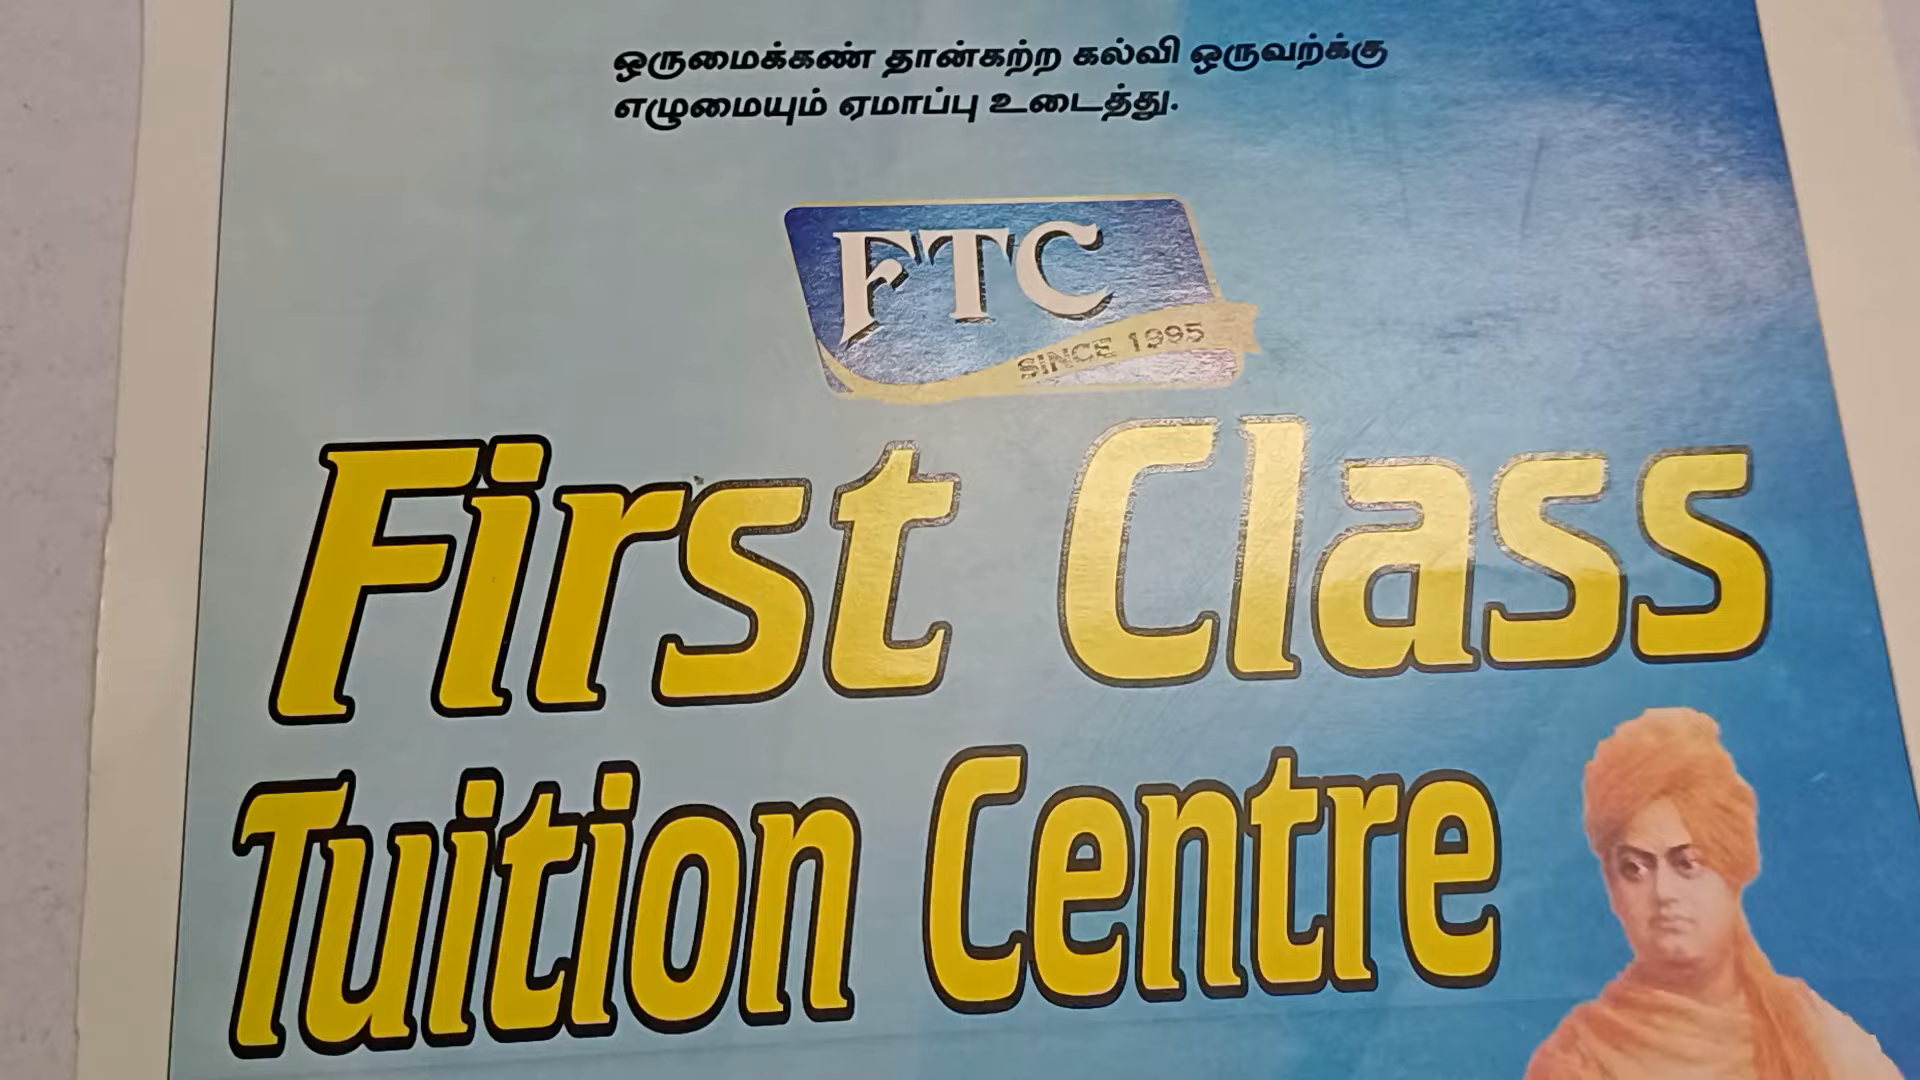 ஒருமைக்கண் தான்கற்ற கல்வி ஒருவற்க்கு
எழுமையும் ஏமாப்பு உடைத்து.
FTC
SINCE 1995
First Class
Tuition Centre